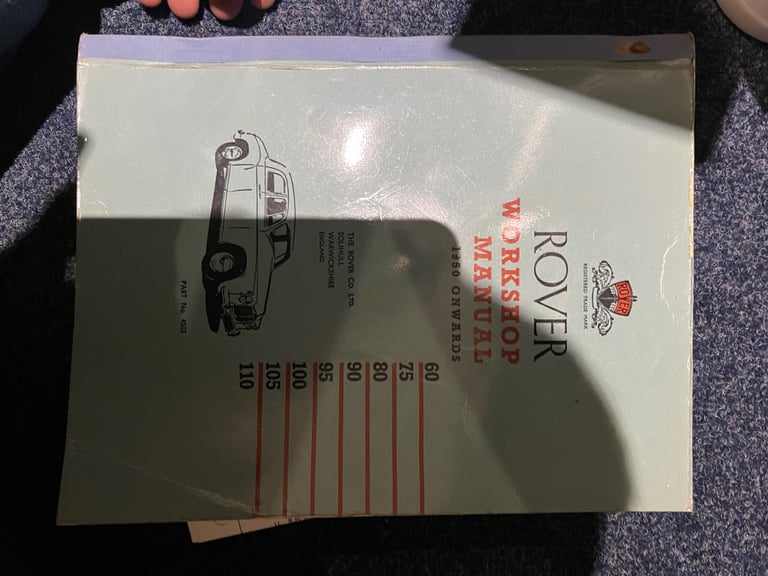 ROVER
REGISTERED TRADE MARK
ROVER
WORKSHOP
MANUAL
1950 ONWARDS
60
75
80
90
95
100
105
110
THE ROVER Co. LTD.
SOLIHULL
WARWICKSHIRE
ENGLAND
PART No. 4503